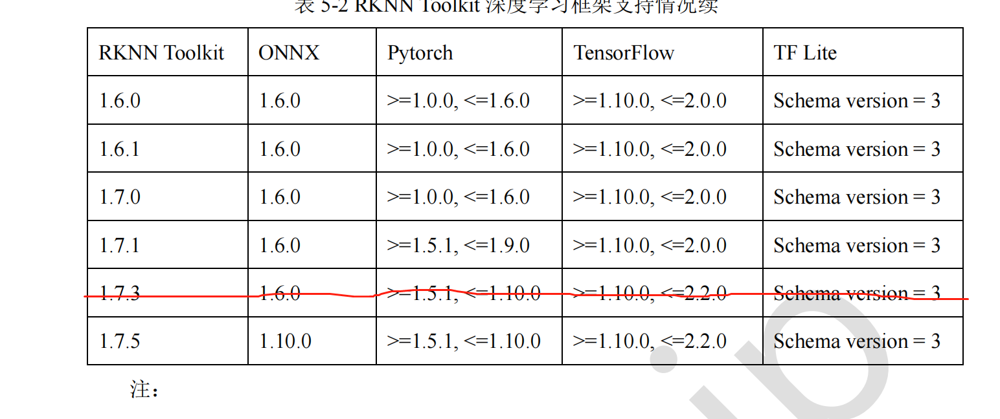 表 5-2 RKNN Toolkit 深度学习框架支持情况续
RKNN Toolkit ONNX Pytorch TensorFlow TF Lite
1.6.0 1.6.0 >=1.0.0, <=1.6.0 >=1.10.0, <=2.0.0 Schema version = 3
1.6.1 1.6.0 >=1.0.0, <=1.6.0 >=1.10.0, <=2.0.0 Schema version = 3
1.7.0 1.6.0 >=1.0.0, <=1.6.0 >=1.10.0, <=2.0.0 Schema version = 3
1.7.1 1.6.0 >=1.5.1, <=1.9.0 >=1.10.0, <=2.0.0 Schema version = 3
1.7.3 1.6.0 >=1.5.1, <=1.10.0 >=1.10.0, <=2.2.0 Schema version = 3
1.7.5 1.10.0 >=1.5.1, <=1.10.0 >=1.10.0, <=2.2.0 Schema version = 3
注：